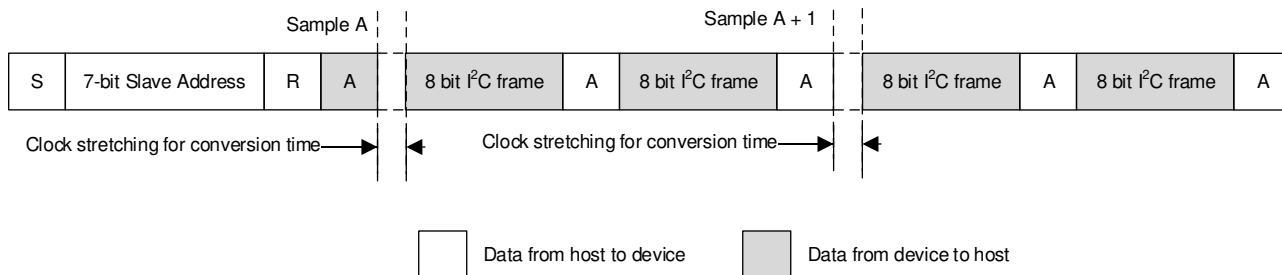 Sample A
Sample A + 1
S 7-bit Slave Address R A 8 bit I²C frame A 8 bit I²C frame A 8 bit I²C frame A 8 bit I²C frame A
Clock stretching for conversion time Clock stretching for conversion time
Data from host to device Data from device to host